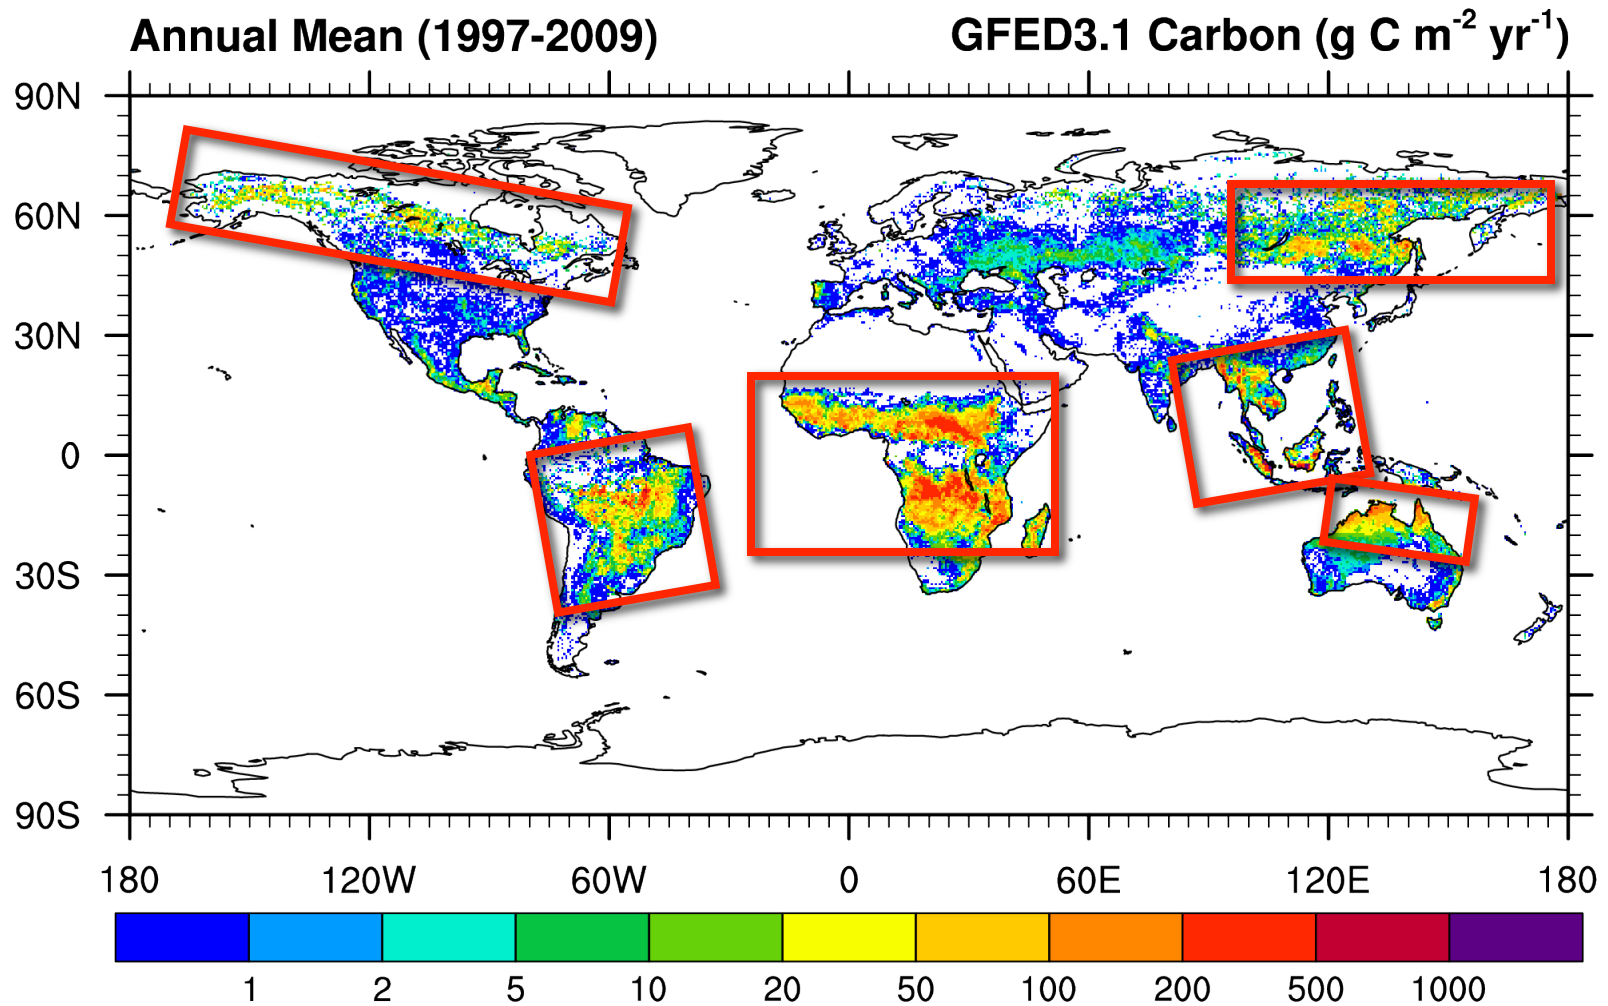 Annual Mean (1997-2009) GFED3.1 Carbon (g C m-2 yr-1)
90N
60N
30N
0
30S
60S
90S
180 120W 60W 0 60E 120E 180
1 2 5 10 20 50 100 200 500 1000